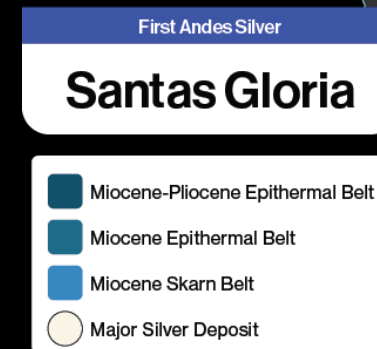 First Andes Silver
Santas Gloria
Miocene-Pliocene Epithermal Belt
Miocene Epithermal Belt
Miocene Skarn Belt
Major Silver Deposit